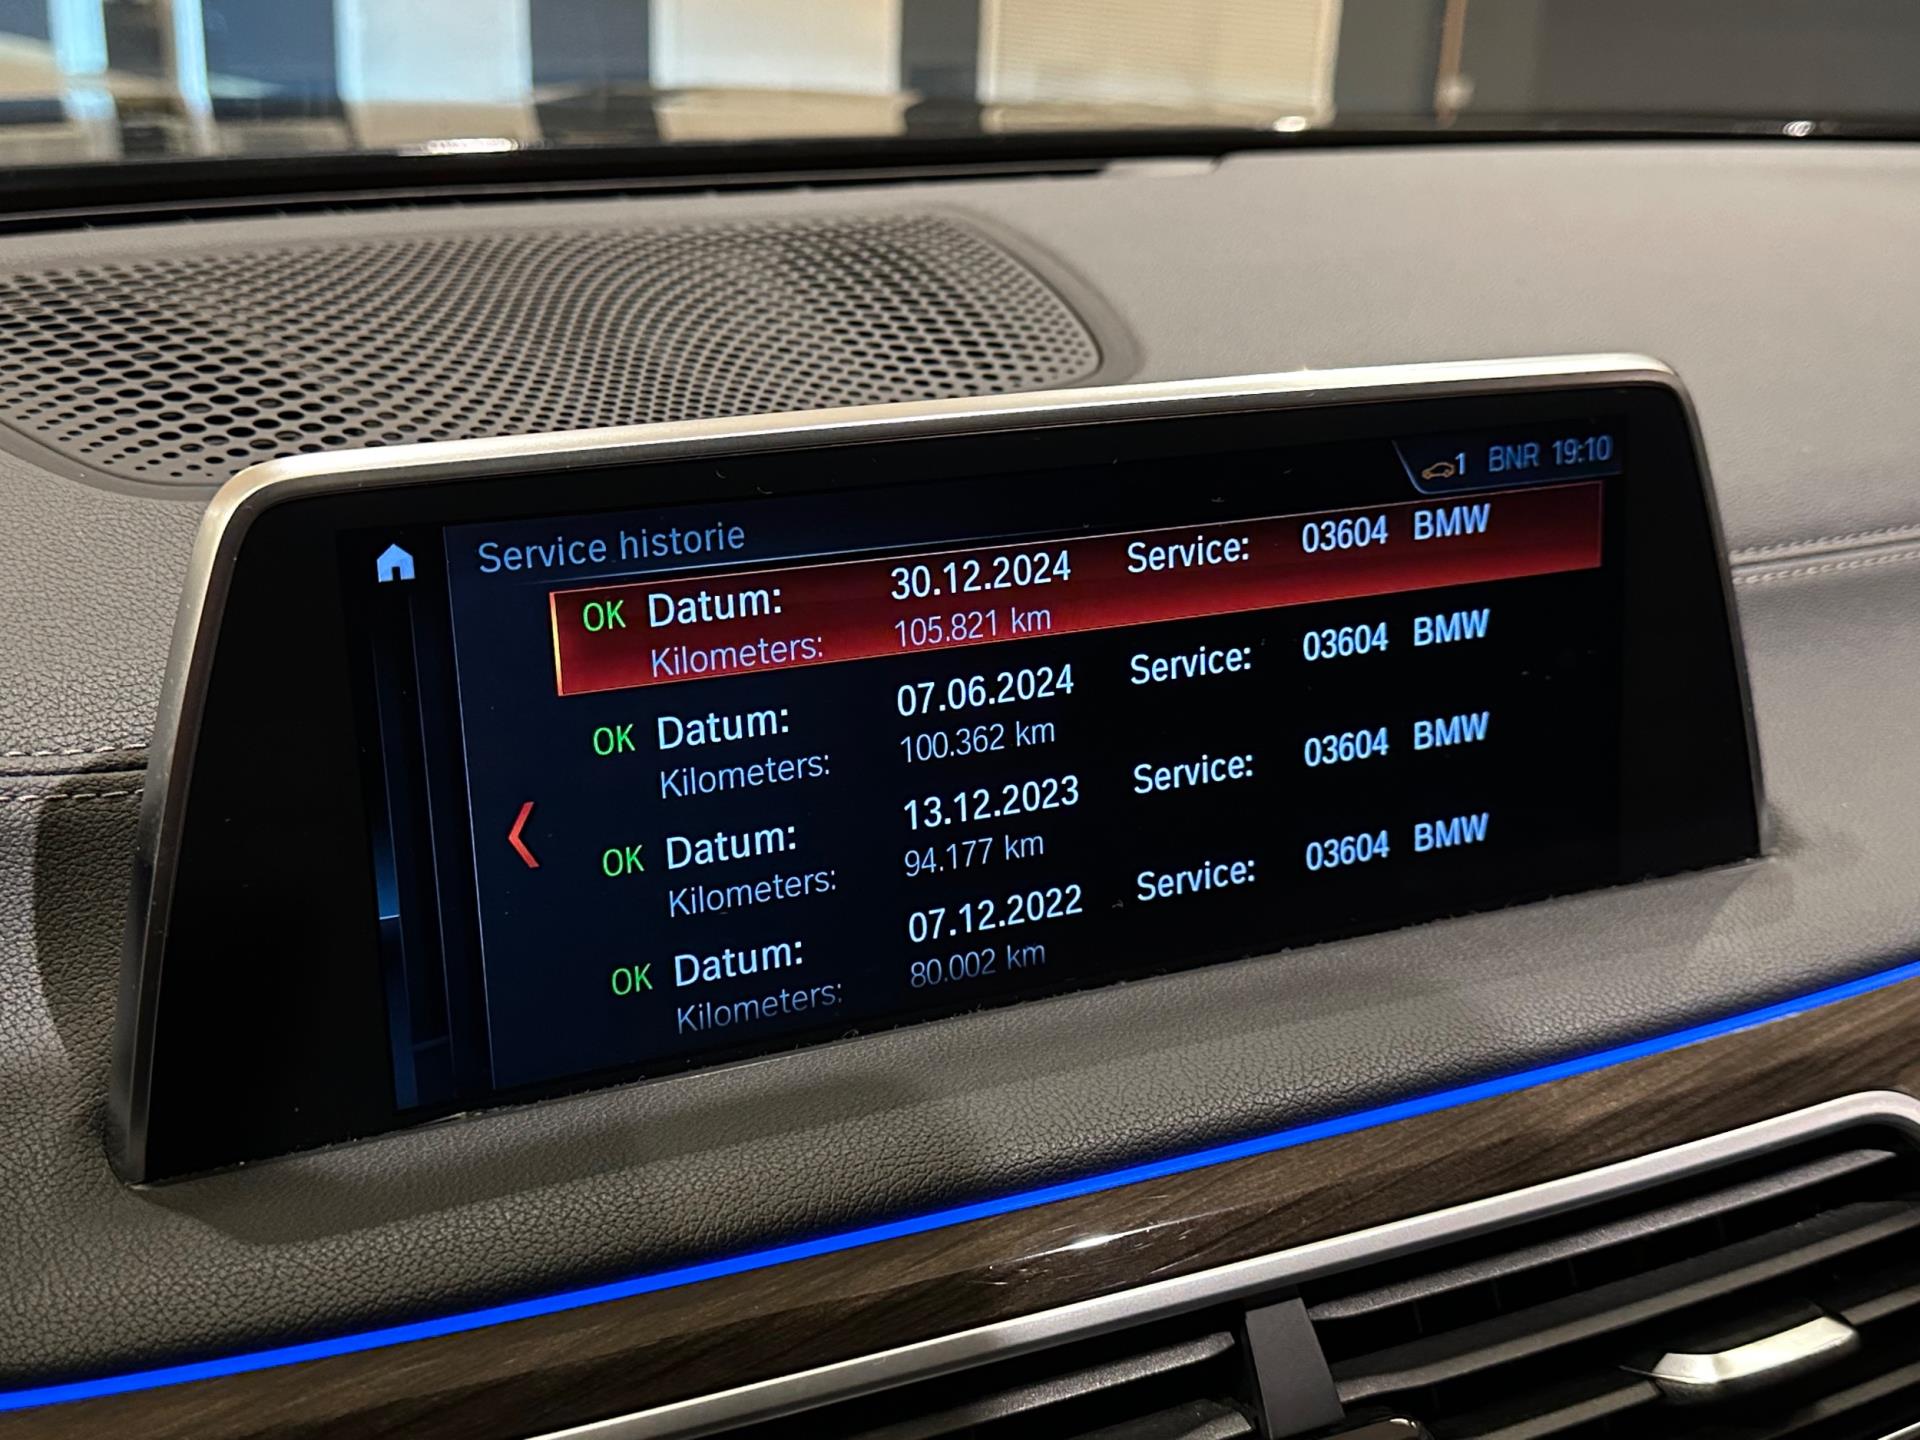 1 BNR 19:10
Service historie
OK Datum: 30.12.2024 Service: 03604 BMW
Kilometers: 105.821 km
OK Datum: 07.06.2024 Service: 03604 BMW
Kilometers: 100.362 km
OK Datum: 13.12.2023 Service: 03604 BMW
Kilometers: 94.177 km
OK Datum: 07.12.2022 Service: 03604 BMW
Kilometers: 80.002 km